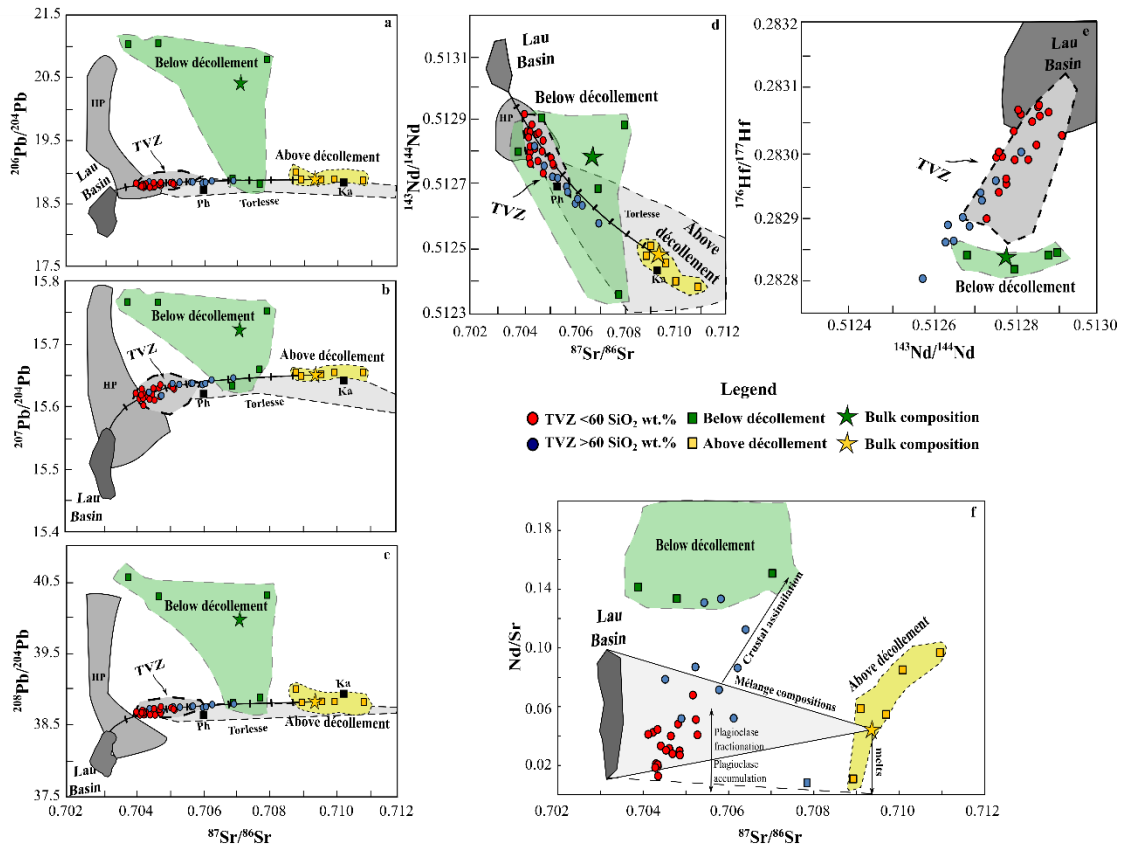 a
²⁰⁶Pb/²⁰⁴Pb
21.5
20.5
19.5
18.5
17.5
Below décollement
HP
TVZ
Above décollement
Lau
Basin
Ph
Torlesse
Ka
b
²⁰⁷Pb/²⁰⁴Pb
15.8
15.7
15.6
15.5
15.4
Below décollement
TVZ
HP
Above décollement
Ka
Ph
Torlesse
Lau
Basin
c
²⁰⁸Pb/²⁰⁴Pb
40.5
39.5
38.5
37.5
Below décollement
HP
TVZ
Ka
Ph
Torlesse
Above décollement
Lau
Basin
0.702 0.704 0.706 0.708 0.710 0.712
⁸⁷Sr/⁸⁶Sr
d
¹⁴³Nd/¹⁴⁴Nd
0.5131
0.5129
0.5127
0.5125
0.5123
Lau
Basin
Below décollement
HP
Ph
TVZ
Torlesse
Above
décollement
Ka
0.702 0.704 0.706 0.708 0.710 0.712
⁸⁷Sr/⁸⁶Sr
e
¹⁷⁶Hf/¹⁷⁷Hf
0.2832
0.2831
0.2830
0.2829
0.2828
Lau
Basin
TVZ
Below décollement
0.5124 0.5126 0.5128 0.5130
¹⁴³Nd/¹⁴⁴Nd
Legend
TVZ <60 SiO₂ wt.% Below décollement Bulk composition
TVZ >60 SiO₂ wt.% Above décollement Bulk composition
f
Nd/Sr
0.18
0.14
0.10
0.06
0.02
Below décollement
Lau
Basin
Crustal assimilation
Above décollement
Mélange compositions
Plagioclase
fractionation
Plagioclase
accumulation
melts
0.702 0.704 0.706 0.708 0.710
⁸⁷Sr/⁸⁶Sr